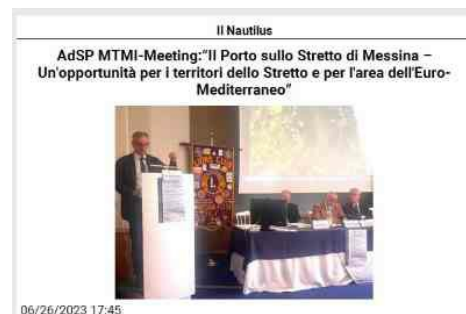 Il Nautilus
AdSP MTMI-Meeting:"Il Porto sullo Stretto di Messina –
Un'opportunità per i territori dello Stretto e per l'area dell'Euro-
Mediterraneo"
06/26/2023 17:45